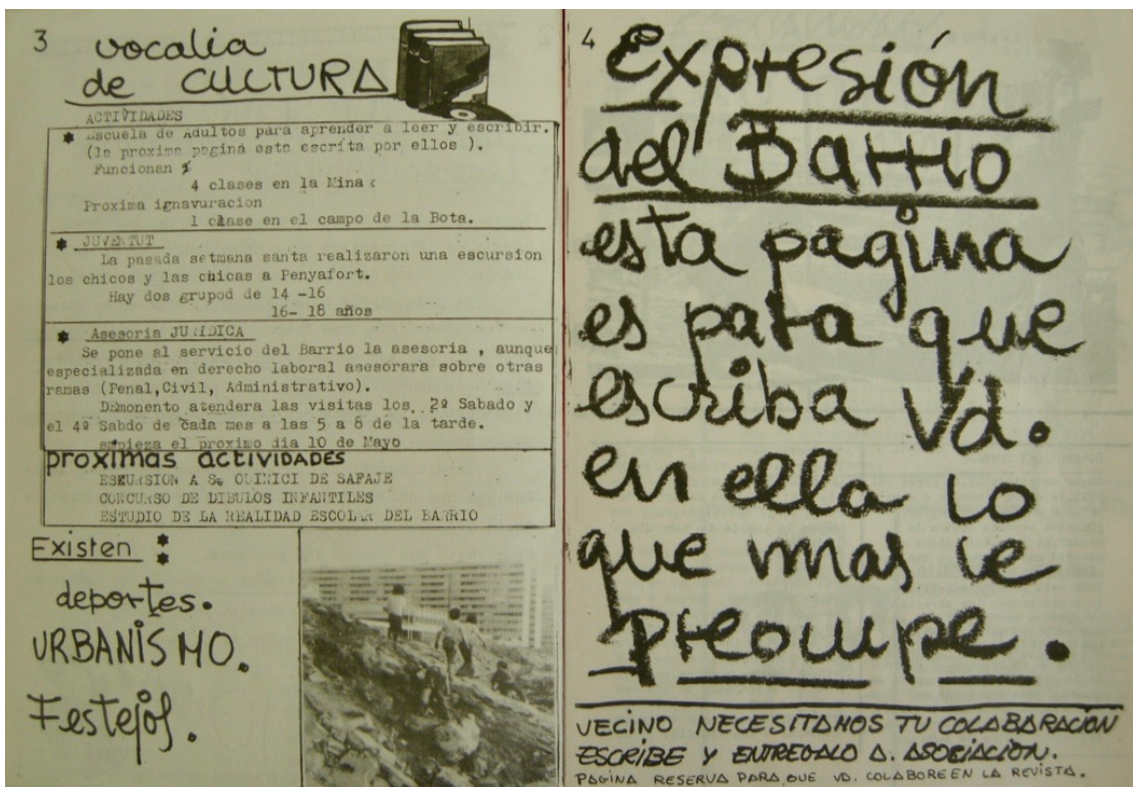 3
vocalia
de CULTURA
ACTIVIDADES
* Escuela de Adultos para aprender a leer y escribir.
(la proxima pagina esta escrita por ellos ).
Funcionan
4 clases en la Mina
Proxima ignavuracion
1 clase en el campo de la Bota.
* JUVENTUT
La pasada setmana santa realizaron una escursion
los chicos y las chicas a Penyafort.
Hay dos grupod de 14 -16
16- 18 años
* Asesoria JURIDICA
Se pone al servicio del Barrio la asesoria , aunque
especializada en derecho laboral asesorara sobre otras
ramas (Penal,Civil, Administrativo).
Demonento atendera las visitas los.. 2º Sabado y
el 4º Sabdo de cada mes a las 5 a 8 de la tarde.
empieza el proximo dia 10 de Mayo
proximas actividades
ESKURSION A S. QUIRICI DE SAFAJE
CONCURSO DE DIBULOS INFANTILES
ESTUDIO DE LA REALIDAD ESCOLAR DEL BARRIO
Existen :
deportes.
URBANISMO.
Festejos.
4
Expresión
del Barrio
esta pagina
es para que
escriba Vd.
en ella lo
que mas le
preocupe.
VECINO NECESITAMOS TU COLABARACION
ESCRIBE Y ENTREGALO A. ASOCIACION.
PAGINA RESERVA PARA QUE VD. COLABORE EN LA REVISTA.